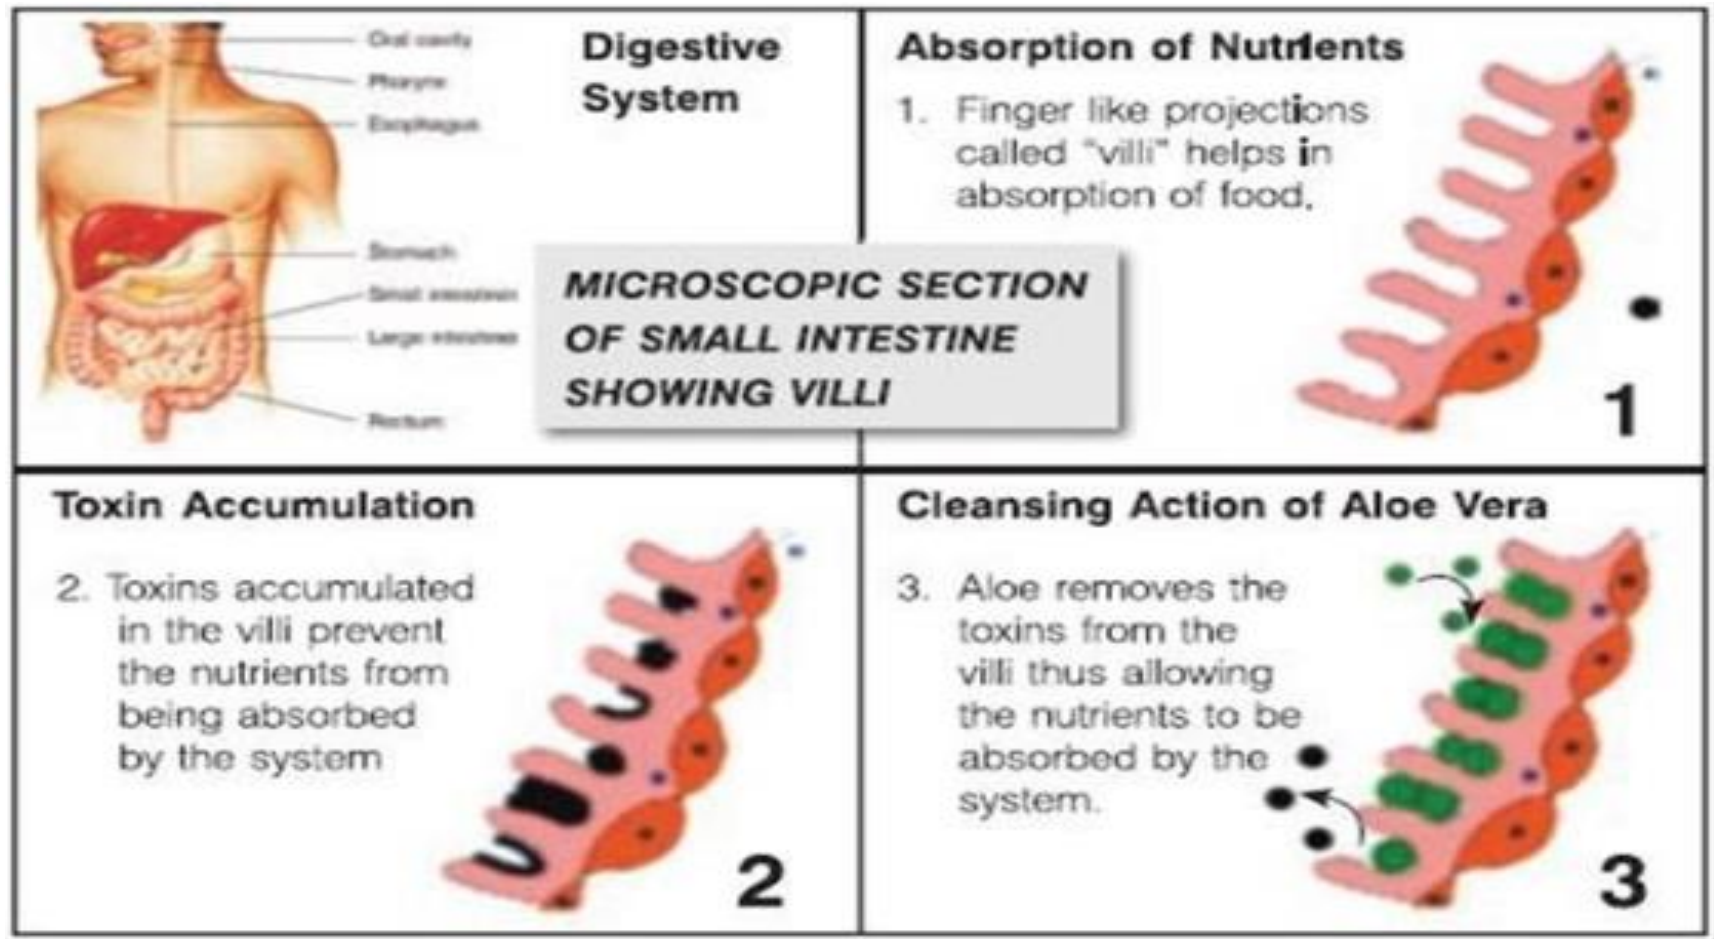 Oral cavity
Pharynx
Esophagus
Stomach
Small intestine
Large intestine
Rectum
Digestive
System
Absorption of Nutrients
1. Finger like projections
called "villi" helps in
absorption of food.
1
MICROSCOPIC SECTION
OF SMALL INTESTINE
SHOWING VILLI
Toxin Accumulation
2. Toxins accumulated
in the villi prevent
the nutrients from
being absorbed
by the system
2
Cleansing Action of Aloe Vera
3. Aloe removes the
toxins from the
villi thus allowing
the nutrients to be
absorbed by the
system.
3